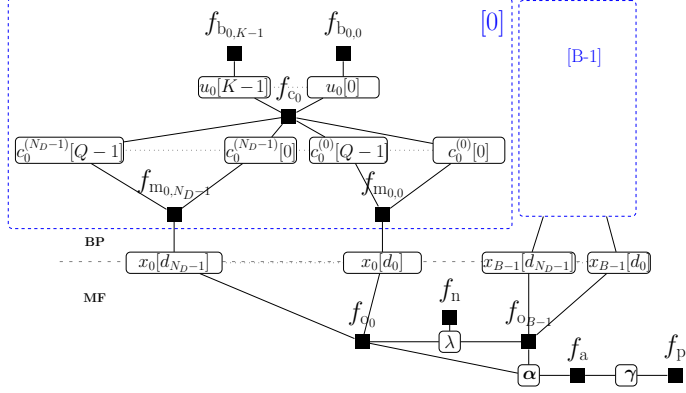 f_{b_{0,K-1}} f_{b_{0,0}} [0]
[B-1]
u_0[K-1] f_{c_0} u_0[0]
c_0^{(N_D-1)}[Q-1] c_0^{(N_D-1)}[0] c_0^{(0)}[Q-1] c_0^{(0)}[0]
f_{m_{0,N_D-1}} f_{m_{0,0}}
BP
x_0[d_{N_D-1}] x_0[d_0] x_{B-1}[d_{N_D-1}] x_{B-1}[d_0]
MF
f_n
f_{o_0} f_{o_{B-1}}
λ f_a f_p
α γ